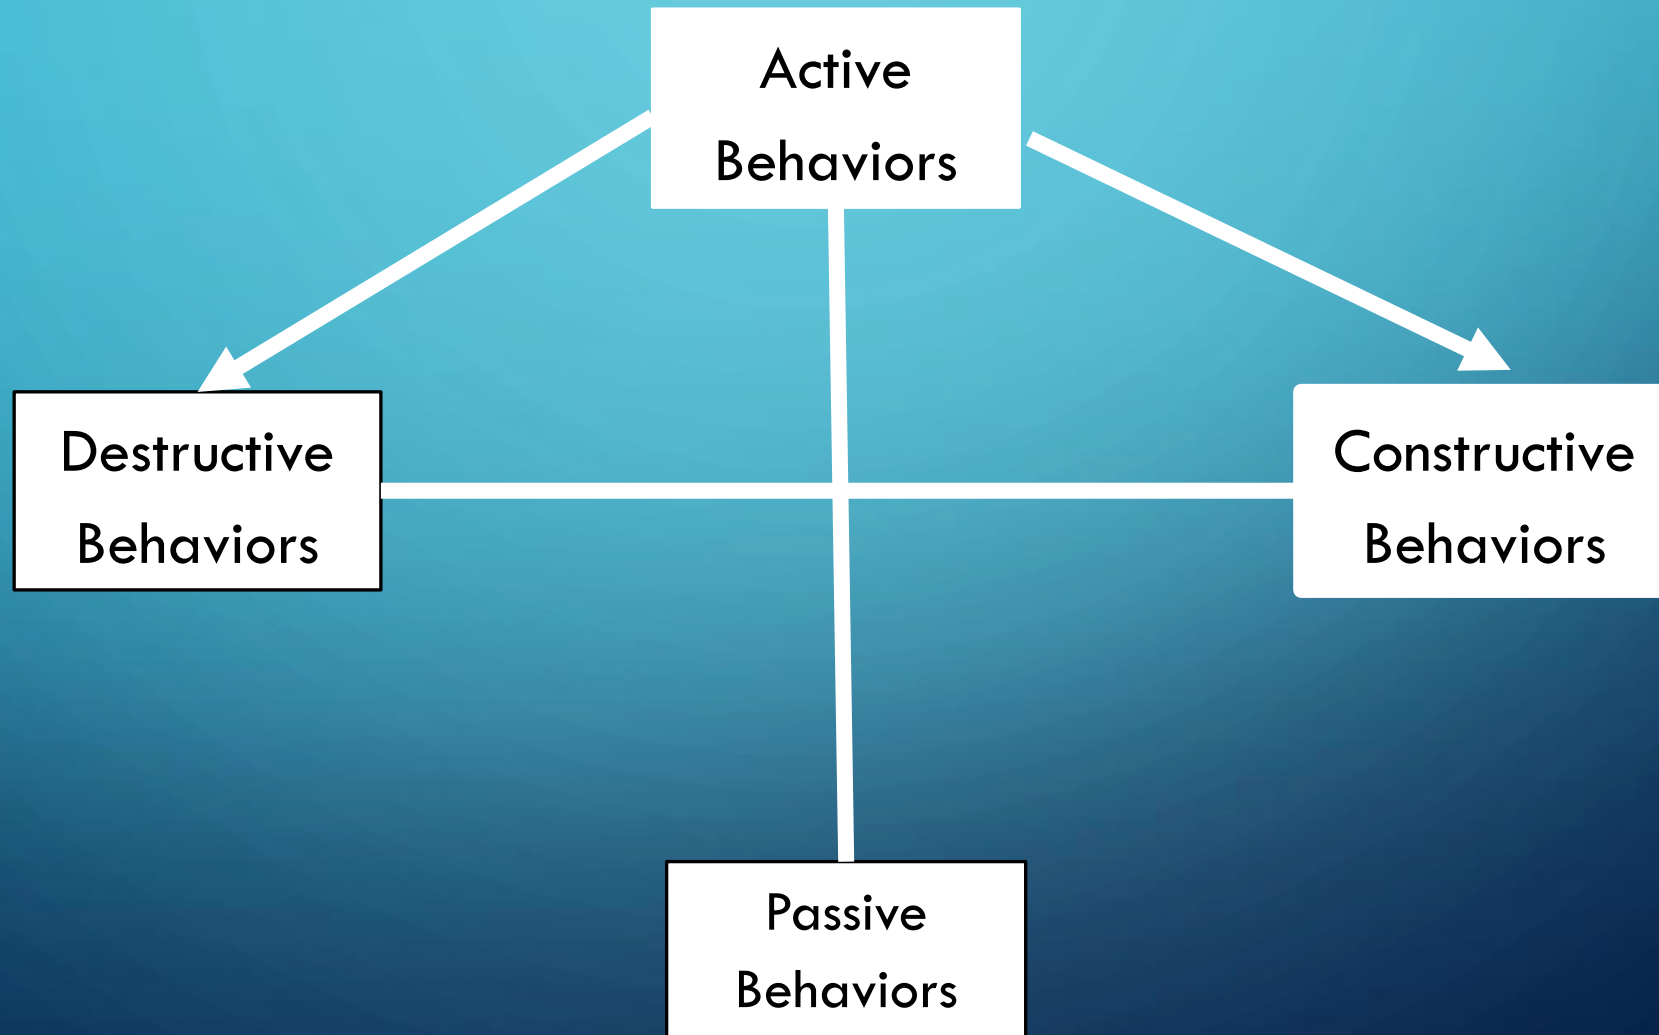 Active
Behaviors
Destructive
Behaviors
Constructive
Behaviors
Passive
Behaviors